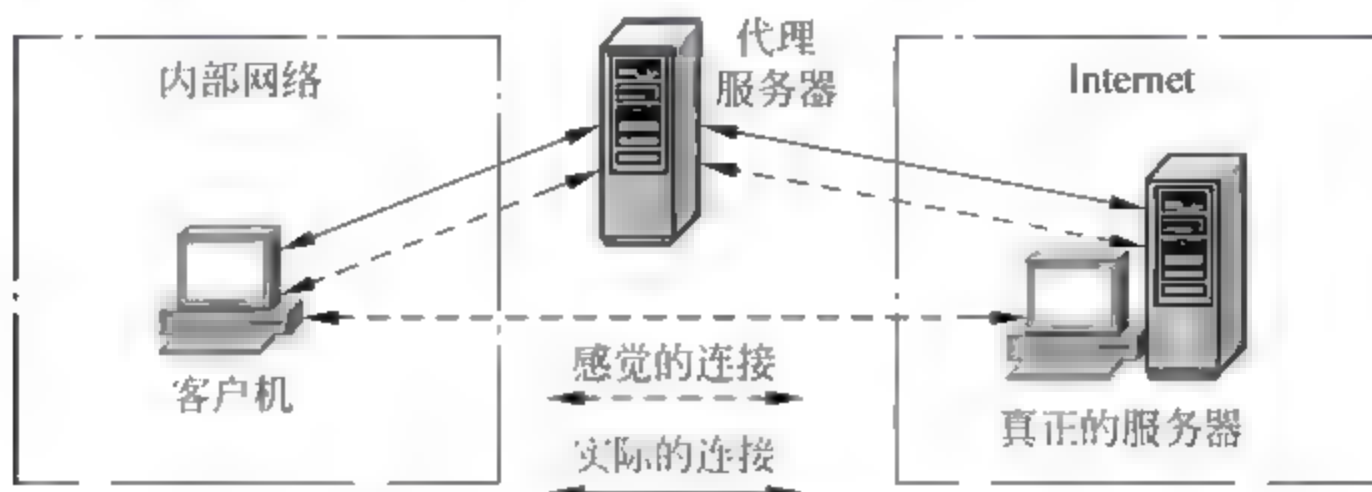 内部网络
代理
服务器
Internet
客户机
感觉的连接
实际的连接
真正的服务器